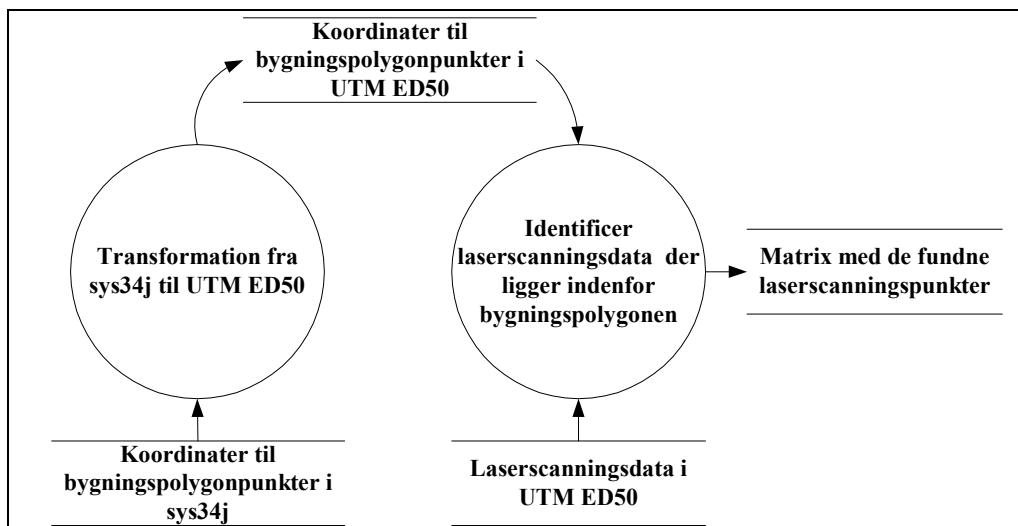 Koordinater til
bygningspolygonpunkter i
UTM ED50
Transformation fra
sys34j til UTM ED50
Identificer
laserscanningsdata der
ligger indenfor
bygningspolygonen
Matrix med de fundne
laserscanningspunkter
Koordinater til
bygningspolygonpunkter i
sys34j
Laserscanningsdata i
UTM ED50